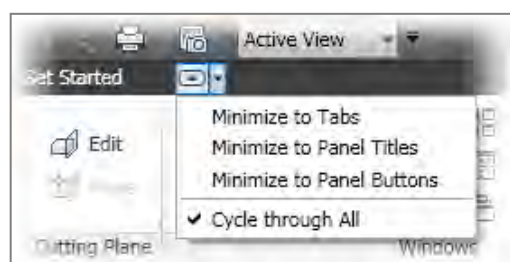 Active View
Get Started
Minimize to Tabs
Edit
Minimize to Panel Titles
Minimize to Panel Buttons
Cycle through All
Cutting Plane
Windows